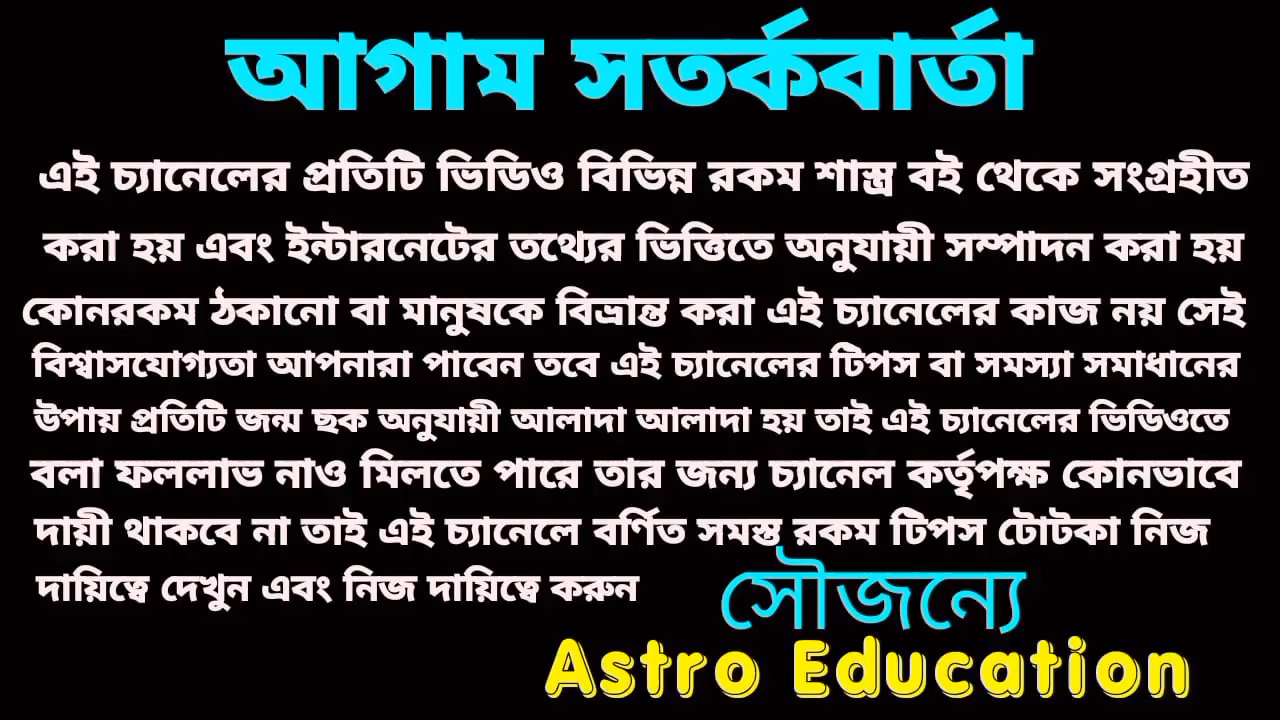 আগাম সতর্কবার্তা
এই চ্যানেলের প্রতিটি ভিডিও বিভিন্ন রকম শাস্ত্র বই থেকে সংগ্রহীত
করা হয় এবং ইন্টারনেটের তথ্যের ভিত্তিতে অনুযায়ী সম্পাদন করা হয়
কোনরকম ঠকানো বা মানুষকে বিভ্রান্ত করা এই চ্যানেলের কাজ নয় সেই
বিশ্বাসযোগ্যতা আপনারা পাবেন তবে এই চ্যানেলের টিপস বা সমস্যা সমাধানের
উপায় প্রতিটি জন্ম ছক অনুযায়ী আলাদা আলাদা হয় তাই এই চ্যানেলের ভিডিওতে
বলা ফললাভ নাও মিলতে পারে তার জন্য চ্যানেল কর্তৃপক্ষ কোনভাবে
দায়ী থাকবে না তাই এই চ্যানেলে বর্ণিত সমস্ত রকম টিপস টোটকা নিজ
দায়িত্বে দেখুন এবং নিজ দায়িত্বে করুন
সৌজন্যে
Astro Education